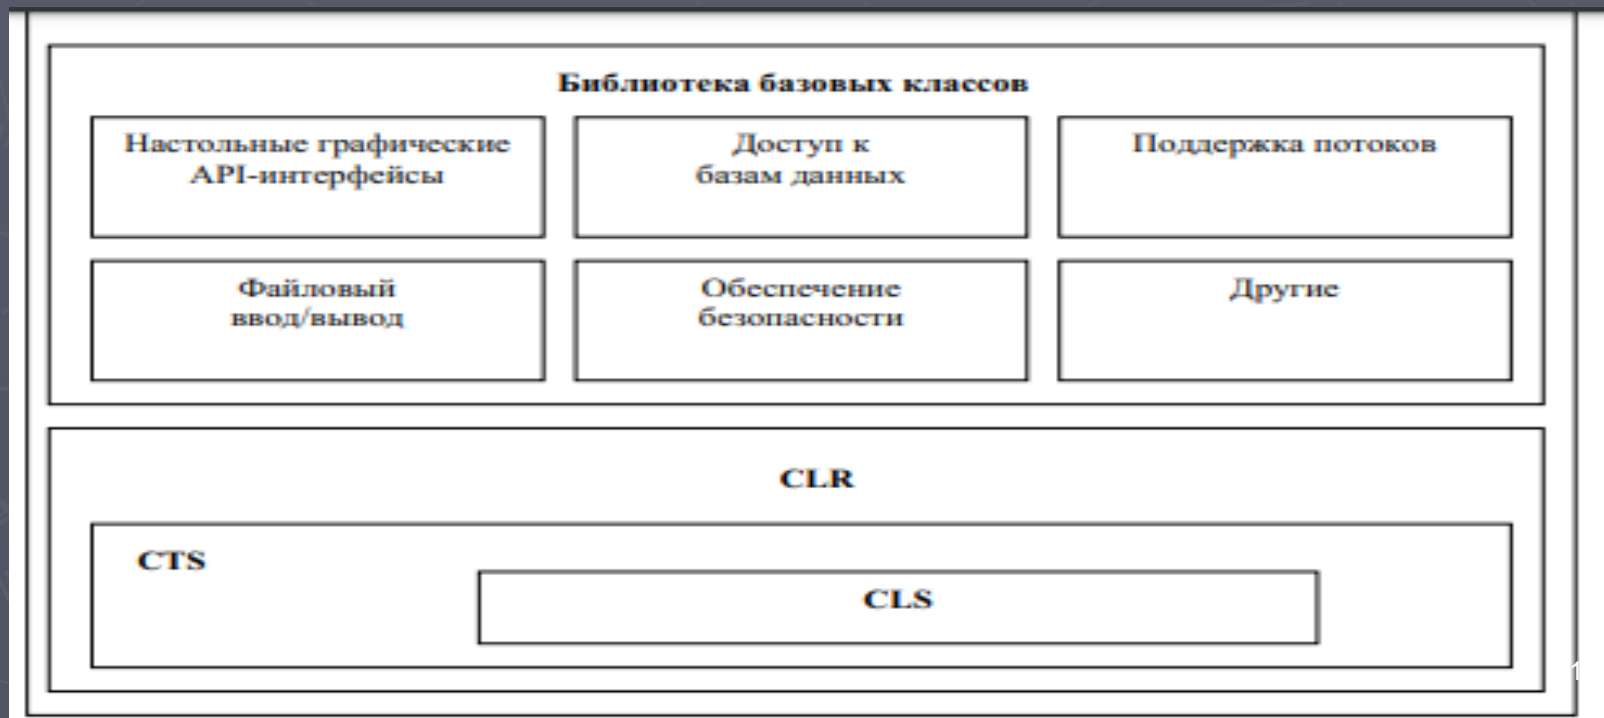 Библиотека базовых классов
Настольные графические
API-интерфейсы
Доступ к
базам данных
Поддержка потоков
Файловый
ввод/вывод
Обеспечение
безопасности
Другие
CLR
CTS
CLS
1